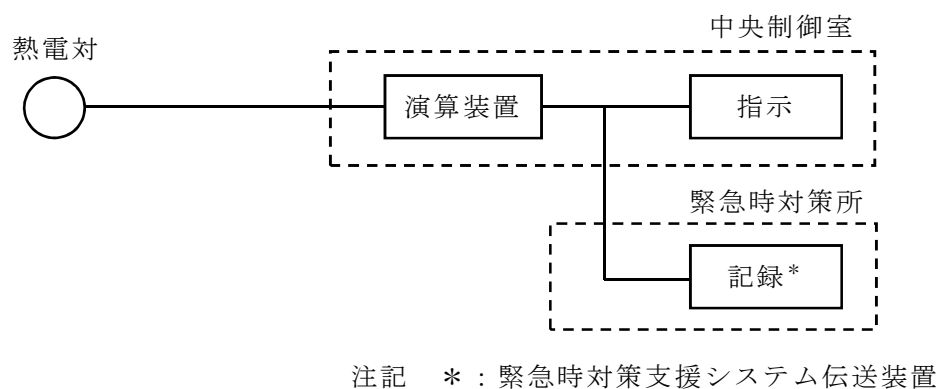 中央制御室
熱電対
演算装置
指示
緊急時対策所
記録*
注記 *:緊急時対策支援システム伝送装置